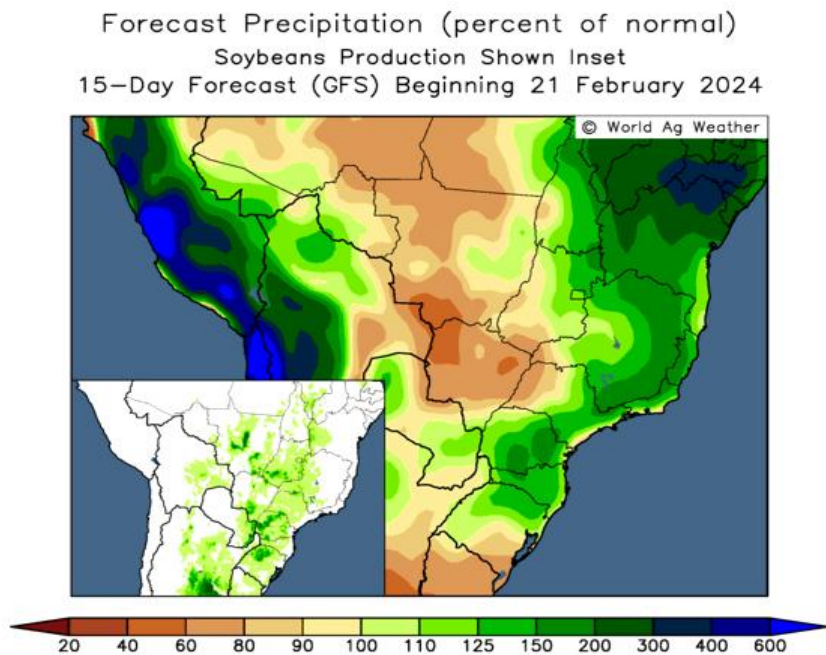 Forecast Precipitation (percent of normal)
Soybeans Production Shown Inset
15-Day Forecast (GFS) Beginning 21 February 2024
© World Ag Weather
20 40 60 80 90 100 110 125 150 200 300 400 600